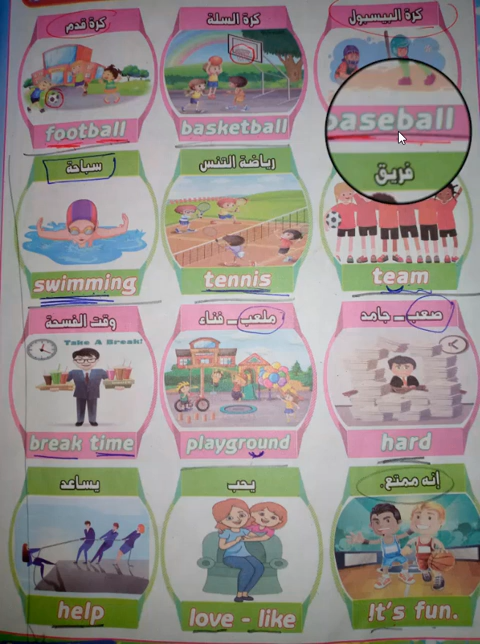 كرة قدم
كرة السلة
كرة البيسبول
football
basketball
baseball
سباحة
رياضة التنس
فريق
swimming
tennis
team
وقت الفسحة
ملعب - فناء
صعب - جامد
Take A Break!
break time
playground
hard
يساعد
يحب
إنه ممتع.
help
love - like
It's fun.